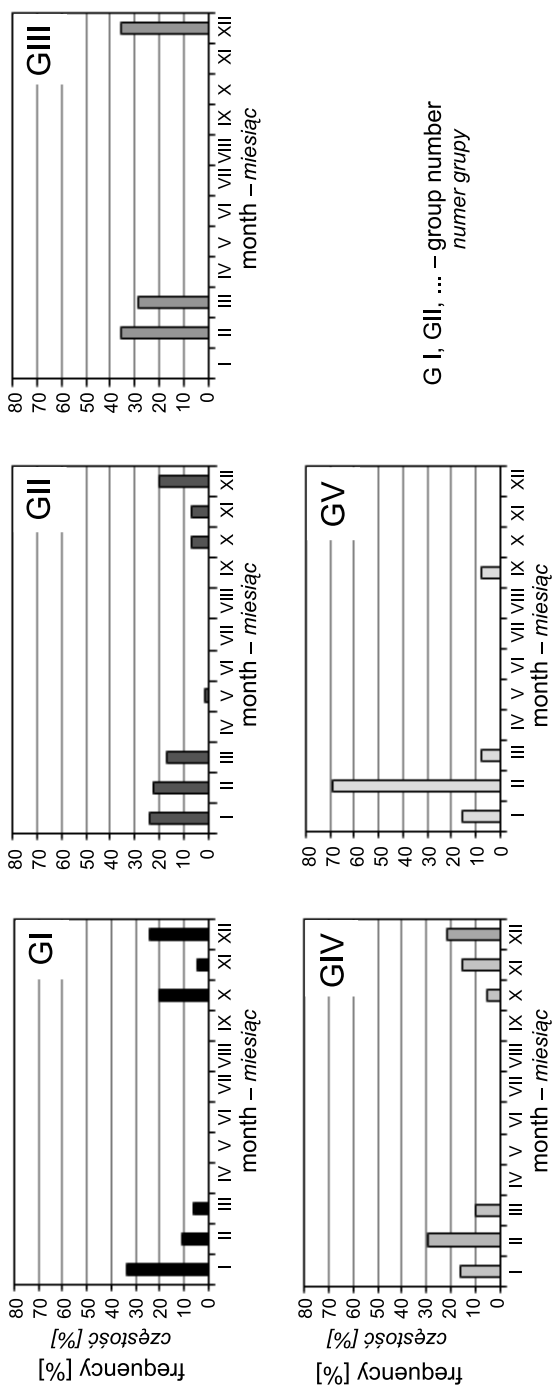 GI
frequency [%]
częstość [%]
80
70
60
50
40
30
20
10
0
I II III IV V VI VII VIII IX X XI XII
month – miesiąc
GII
80
70
60
50
40
30
20
10
0
I II III IV V VI VII VIII IX X XI XII
month – miesiąc
GIII
80
70
60
50
40
30
20
10
0
I II III IV V VI VII VIII IX X XI XII
month – miesiąc
GIV
frequency [%]
częstość [%]
80
70
60
50
40
30
20
10
0
I II III IV V VI VII VIII IX X XI XII
month – miesiąc
GV
80
70
60
50
40
30
20
10
0
I II III IV V VI VII VIII IX X XI XII
month – miesiąc
G I, GII, ... – group number
numer grupy